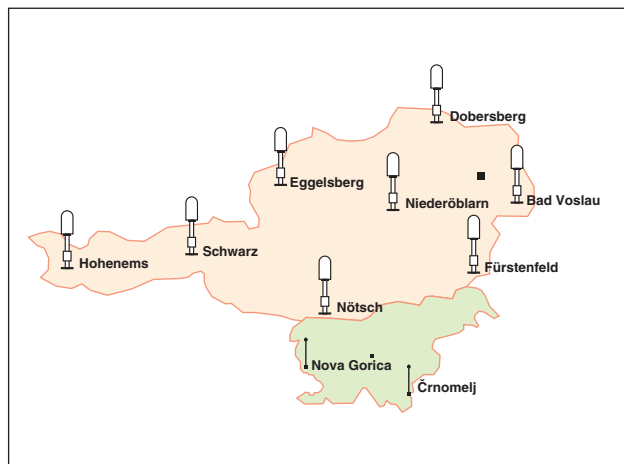 Dobersberg
Eggelsberg
Niederöblarn
Bad Voslau
Schwarz
Hohenems
Fürstenfeld
Nötsch
Nova Gorica
Črnomelj